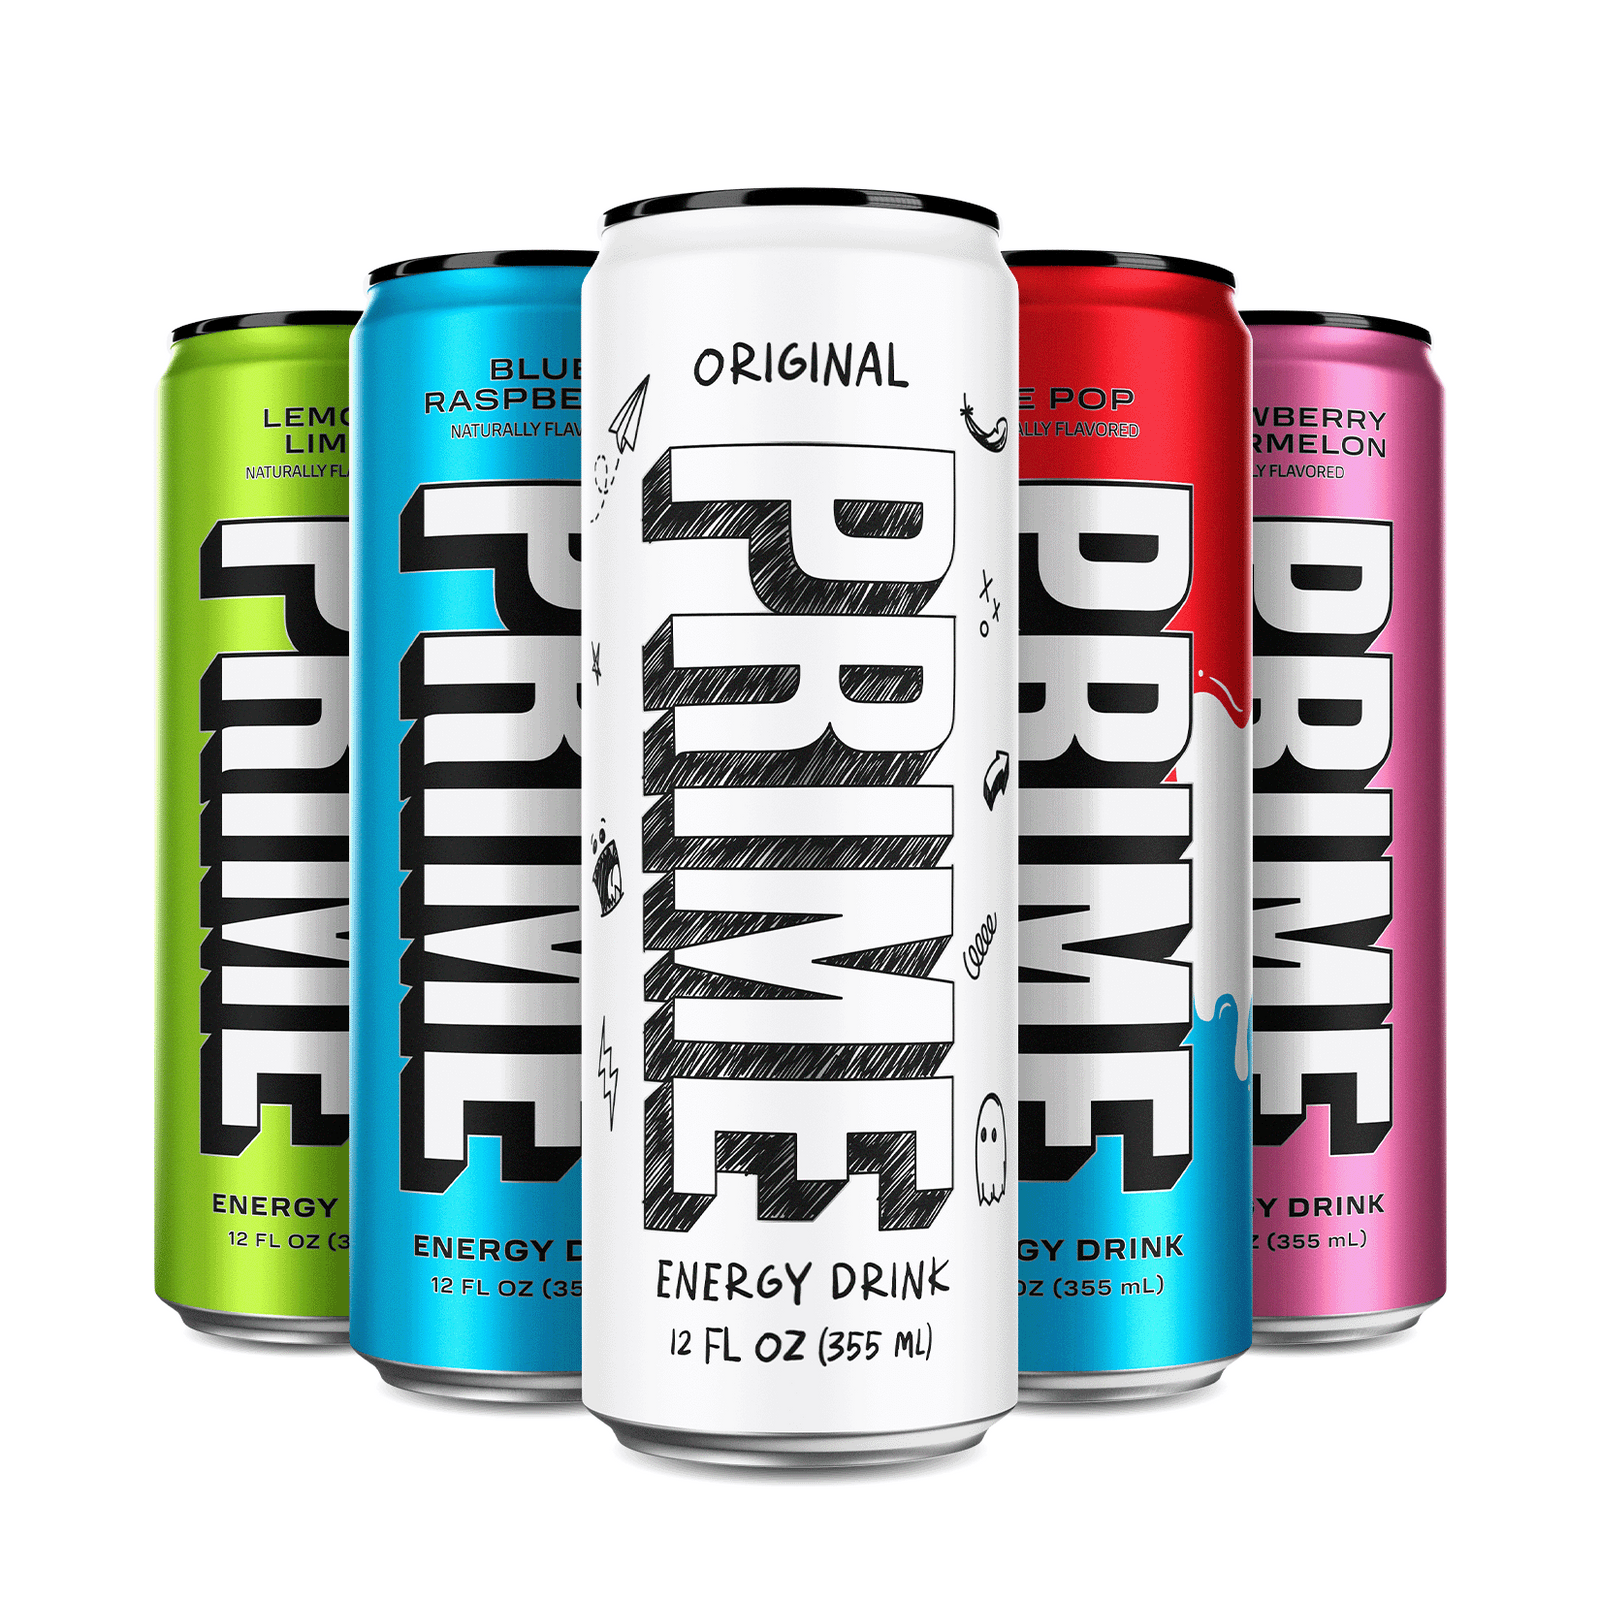 LEMO
LIM
NATURALLY FLA
PRIME
ENERGY
12 FL OZ (3
BLUE
RASPBE
NATURALLY FLAV
PRIME
ENERGY D
12 FL OZ (35
ORIGINAL
PRIME
ENERGY DRINK
12 FL OZ (355 ML)
E POP
ALLY FLAVORED
PRIME
GY DRINK
OZ (355 mL)
WBERRY
RMELON
LY FLAVORED
PRIME
GY DRINK
Z (355 mL)